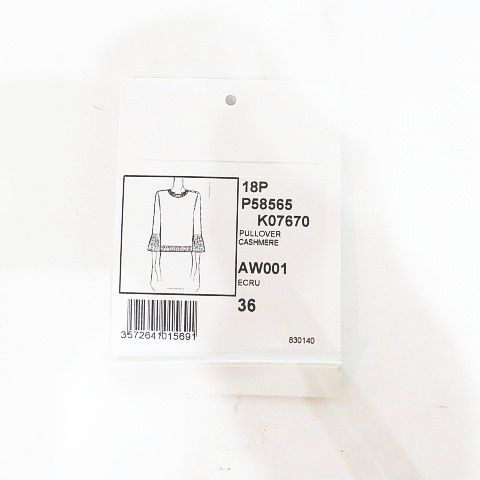 18P
P58565
K07670
PULLOVER
CASHMERE
AW001
ECRU
36
3572641015691
830140